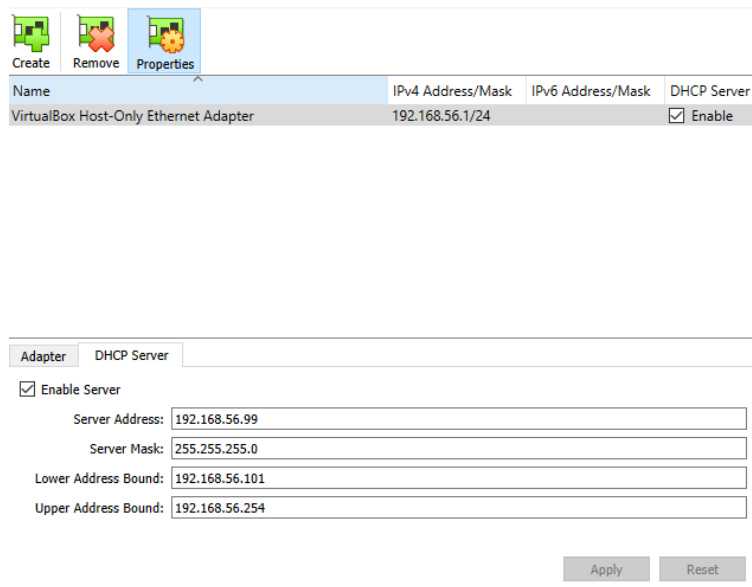 Create Remove Properties
Name IPv4 Address/Mask IPv6 Address/Mask DHCP Server
VirtualBox Host-Only Ethernet Adapter 192.168.56.1/24 Enable
Adapter DHCP Server
Enable Server
Server Address: 192.168.56.99
Server Mask: 255.255.255.0
Lower Address Bound: 192.168.56.101
Upper Address Bound: 192.168.56.254
Apply Reset